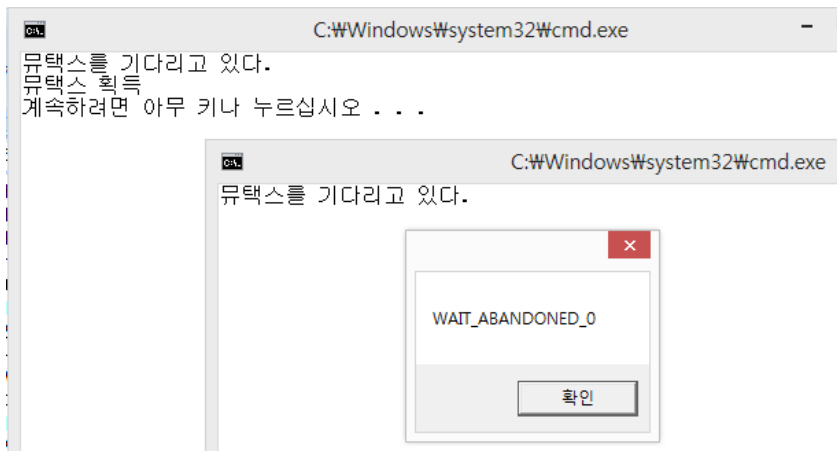 C:₩Windows₩system32₩cmd.exe
뮤택스를 기다리고 있다.
뮤택스 획득
계속하려면 아무 키나 누르십시오 . . .
C:₩Windows₩system32₩cmd.exe
뮤택스를 기다리고 있다.
WAIT_ABANDONED_0
확인